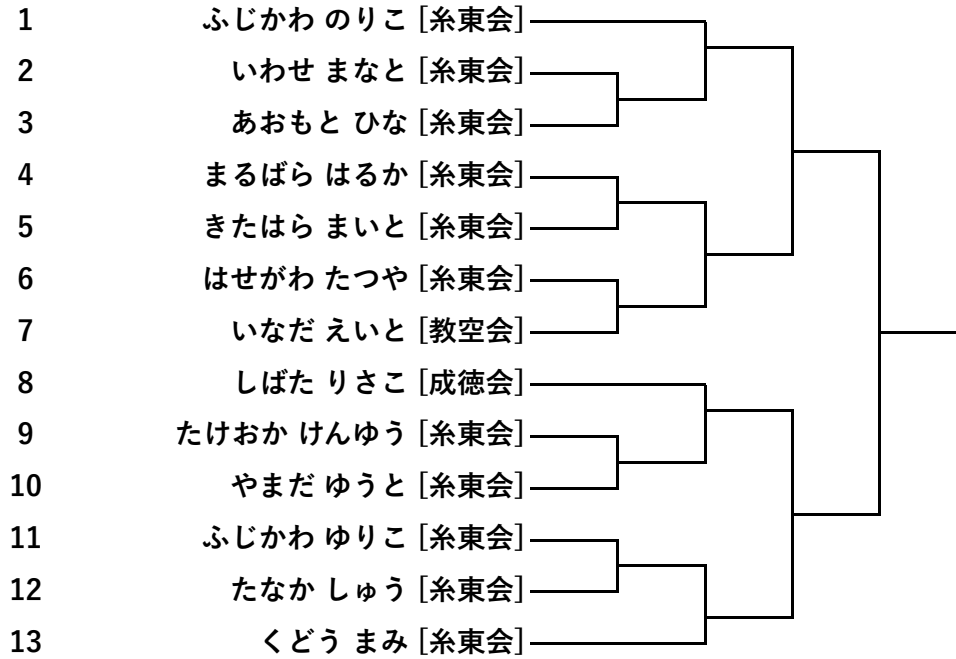 1 ふじかわ のりこ [糸東会]
2 いわせ まなと [糸東会]
3 あおもと ひな [糸東会]
4 まるばら はるか [糸東会]
5 きたはら まいと [糸東会]
6 はせがわ たつや [糸東会]
7 いなだ えいと [教空会]
8 しばた りさこ [成徳会]
9 たけおか けんゆう [糸東会]
10 やまだ ゆうと [糸東会]
11 ふじかわ ゆりこ [糸東会]
12 たなか しゅう [糸東会]
13 くどう まみ [糸東会]